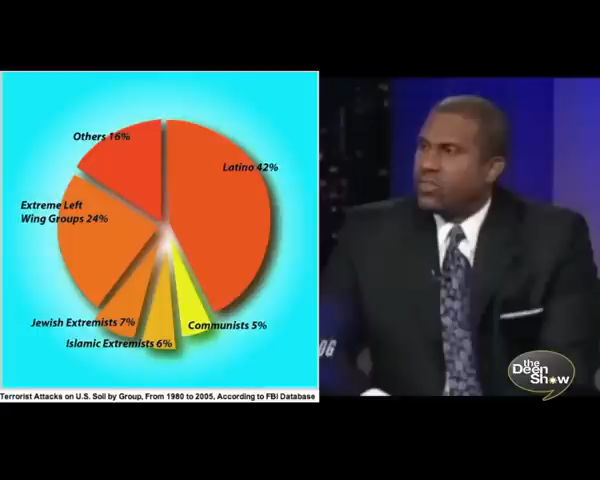 Others 16%
Latino 42%
Extreme Left
Wing Groups 24%
Jewish Extremists 7%
Communists 5%
Islamic Extremists 6%
Terrorist Attacks on U.S. Soil by Group, From 1980 to 2005, According to FBI Database
OG
the
Deen
Show